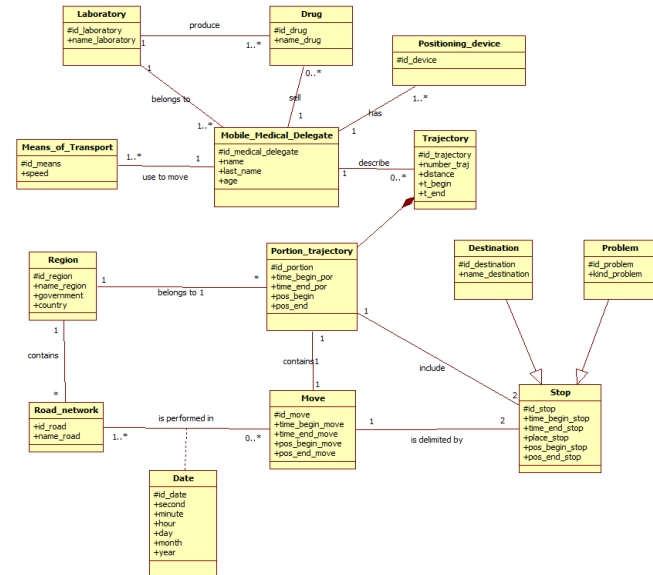 Laboratory
#id_laboratory
+name_laboratory
produce
1
1..*
Drug
#id_drug
+name_drug
Positioning_device
#id_device
1
0..*
belongs to
sell
has
1..*
1..*
1
1
Mobile_Medical_Delegate
#id_medical_delegate
+name
+last_name
+age
Means_of_Transport
#id_means
+speed
1..*
1
use to move
describe
1
0..*
Trajectory
#id_trajectory
+number_traj
+distance
+t_begin
+t_end
Region
#id_region
+name_region
+government
+country
1
*
belongs to 1
Portion_trajectory
#id_portion
+time_begin_por
+time_end_por
+pos_begin
+pos_end
Destination
#id_destination
+name_destination
Problem
#id_problem
+kind_problem
1
contains
*
1
contains1
1
1
include
2
Road_network
+id_road
+name_road
is performed in
1..*
0..*
Move
#id_move
+time_begin_move
+time_end_move
+pos_begin_move
+pos_end_move
1
2
is delimited by
Stop
#id_stop
+time_begin_stop
+time_end_stop
+place_stop
+pos_begin_stop
+pos_end_stop
Date
#id_date
+second
+minute
+hour
+day
+month
+year